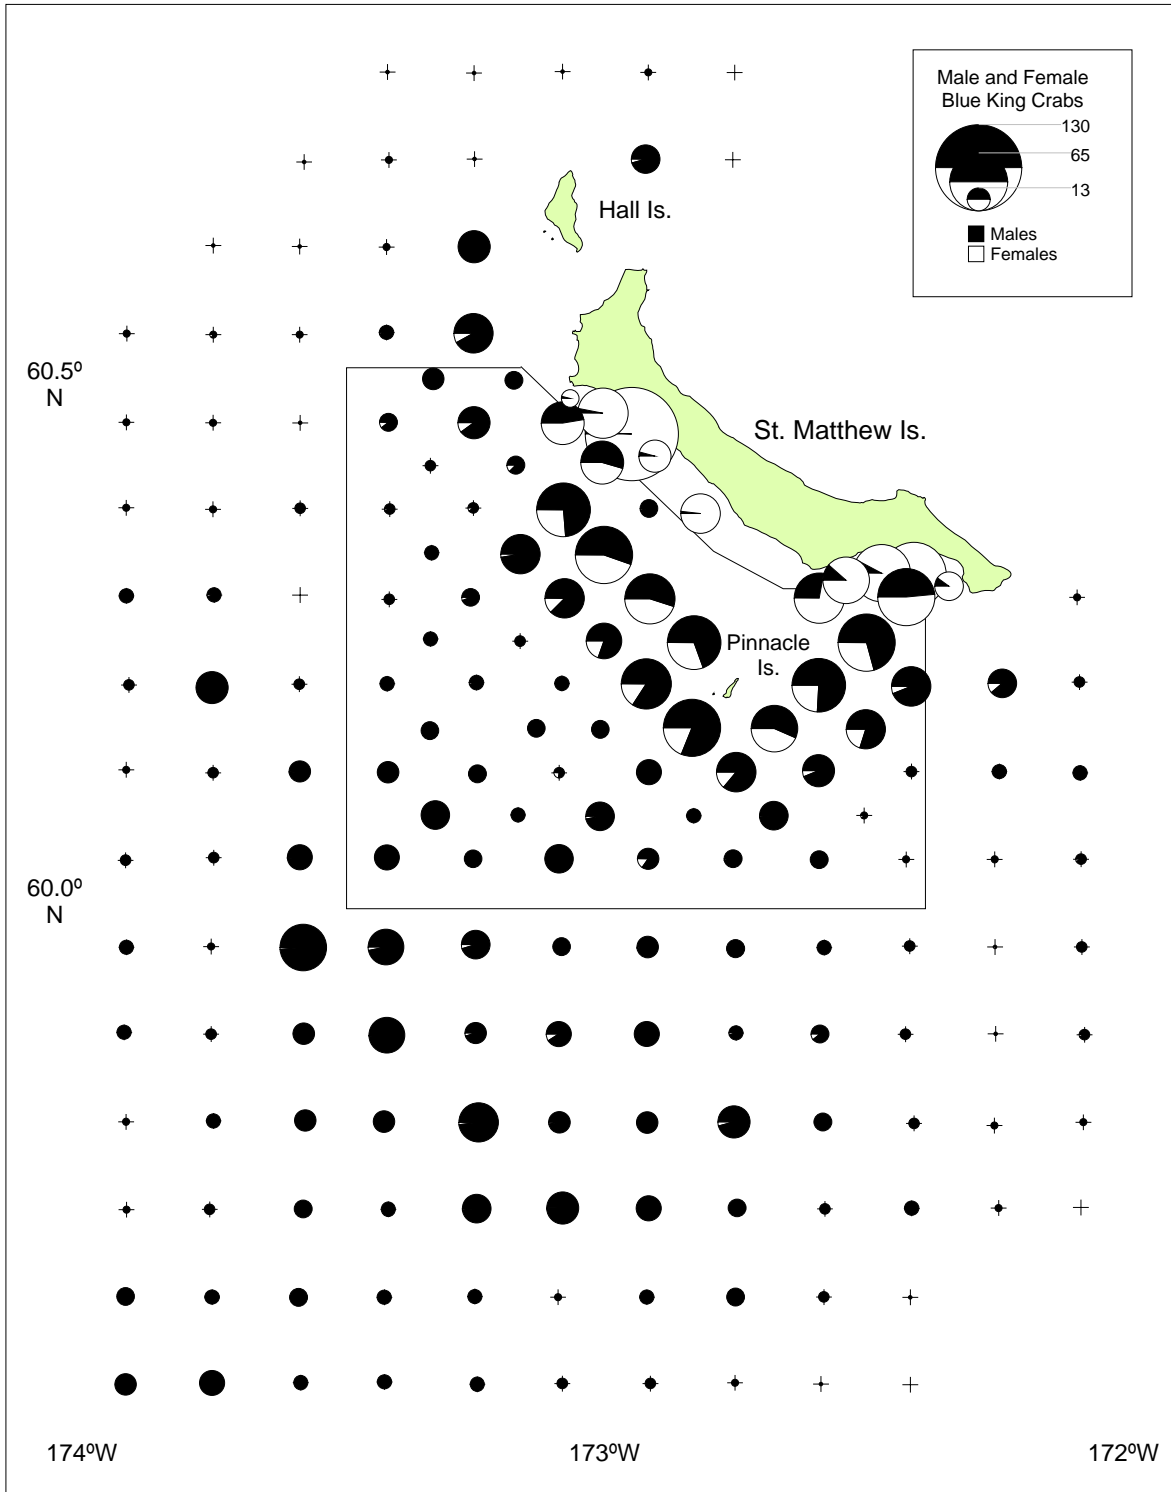 Male and Female
Blue King Crabs
130
65
13
Males
Females
Hall Is.
60.5º
N
St. Matthew Is.
Pinnacle
Is.
60.0º
N
174ºW
173ºW
172ºW